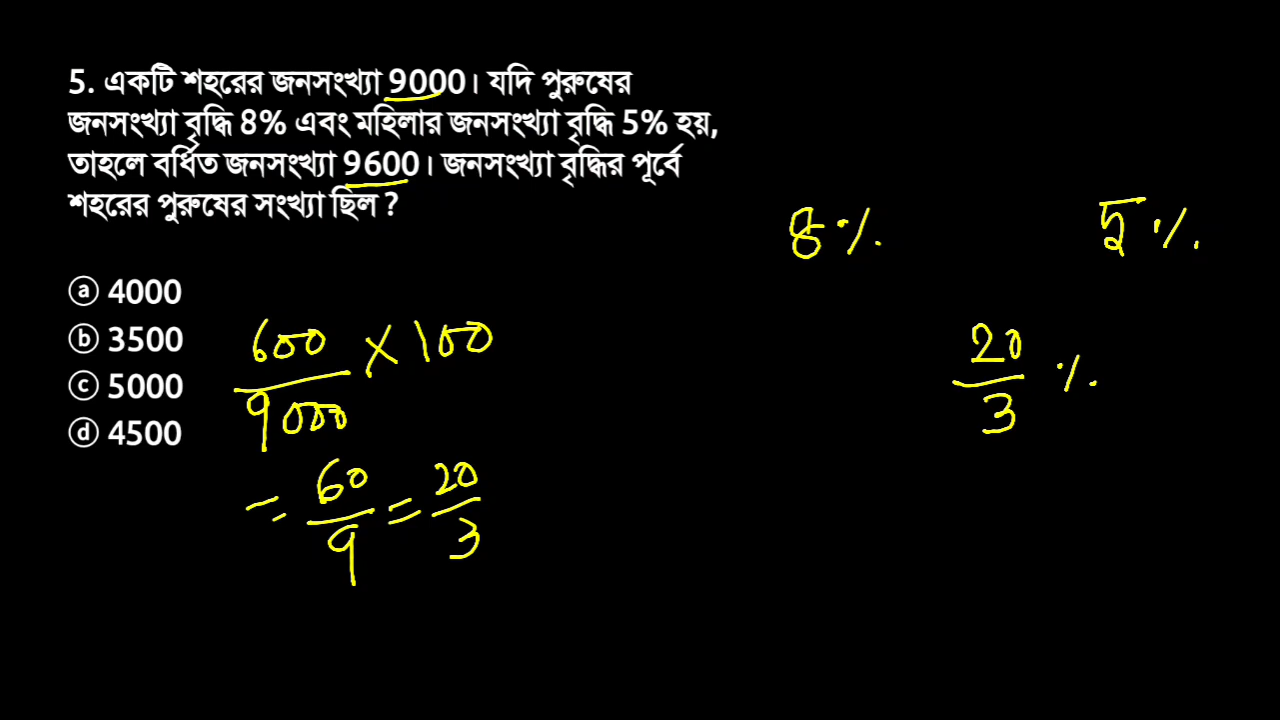 5. একটি শহরের জনসংখ্যা 9000। যদি পুরুষের
জনসংখ্যা বৃদ্ধি 8% এবং মহিলার জনসংখ্যা বৃদ্ধি 5% হয়,
তাহলে বর্ধিত জনসংখ্যা 9600। জনসংখ্যা বৃদ্ধির পূর্বে
শহরের পুরুষের সংখ্যা ছিল ?
8% 5%
ⓐ 4000
ⓑ 3500
ⓒ 5000
ⓓ 4500
600/9000 × 100
20/3 %
= 60/9 = 20/3